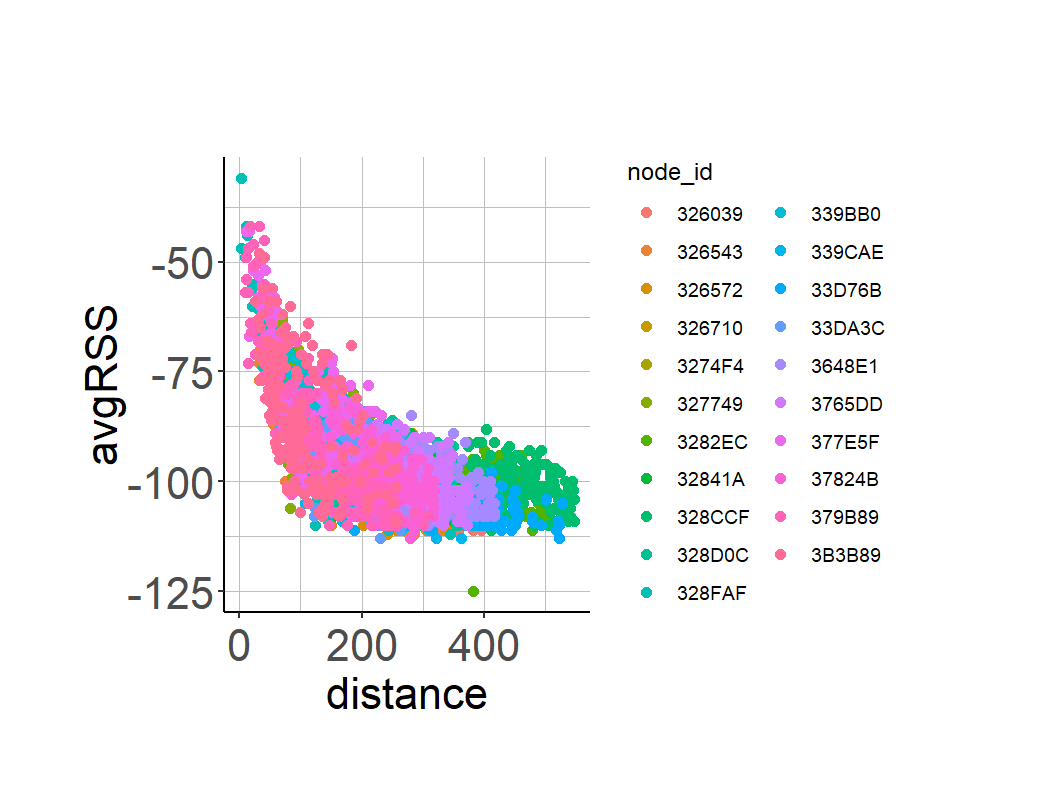 node_id
326039
326543
326572
326710
3274F4
327749
3282EC
32841A
328CCF
328D0C
328FAF
339BB0
339CAE
33D76B
33DA3C
3648E1
3765DD
377E5F
37824B
379B89
3B3B89
avgRSS
-50
-75
-100
-125
0 200 400
distance